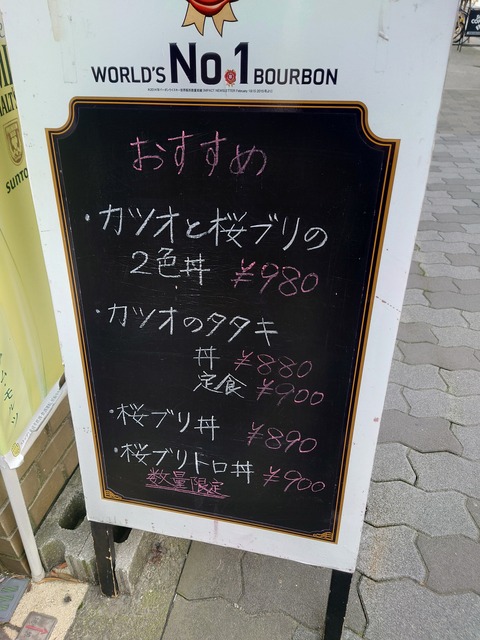 WORLD'S No.1 BOURBON
おすすめ
・カツオと桜ブリの
2色丼 ¥980
・カツオのタタキ
丼 ¥880
定食 ¥900
・桜ブリ丼 ¥890
・桜ブリトロ丼 ¥900
数量限定
SUNTO